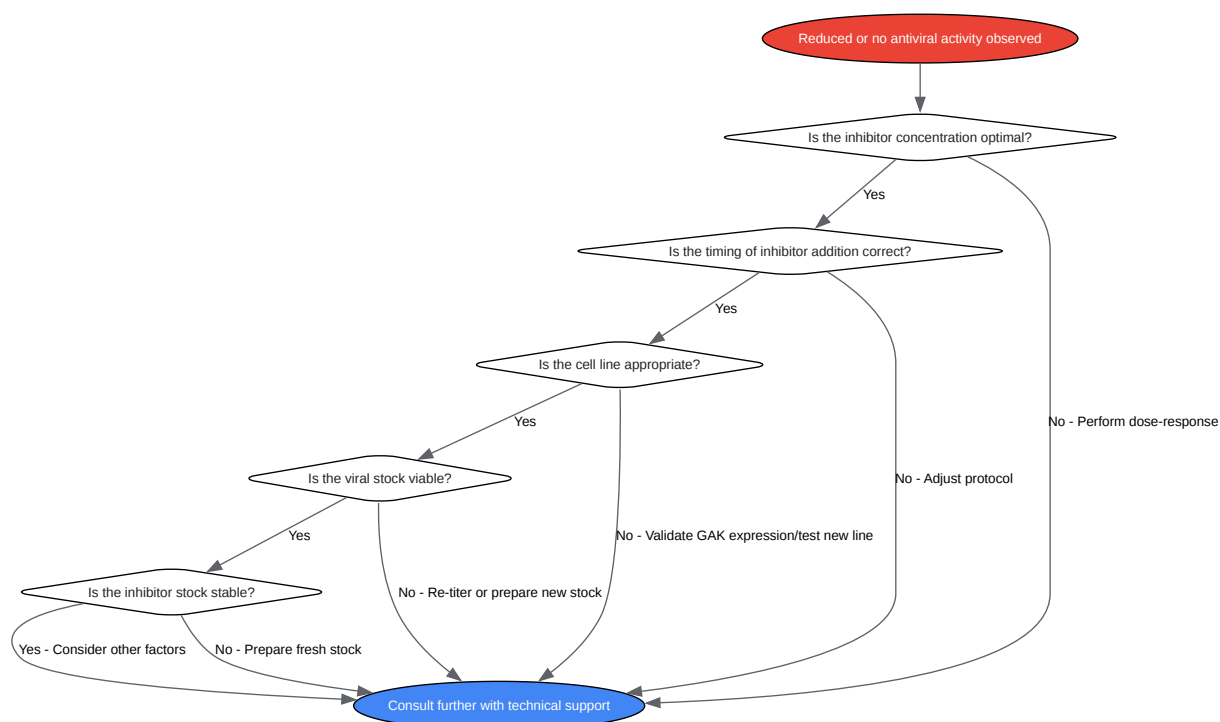 Reduced or no antiviral activity observed
Is the inhibitor concentration optimal?
Yes
Is the timing of inhibitor addition correct?
Yes
Is the cell line appropriate?
Yes
No - Perform dose-response
Is the viral stock viable?
No - Adjust protocol
Yes
No - Validate GAK expression/test new line
Is the inhibitor stock stable?
No - Re-titer or prepare new stock
Yes - Consider other factors
No - Prepare fresh stock
Consult further with technical support